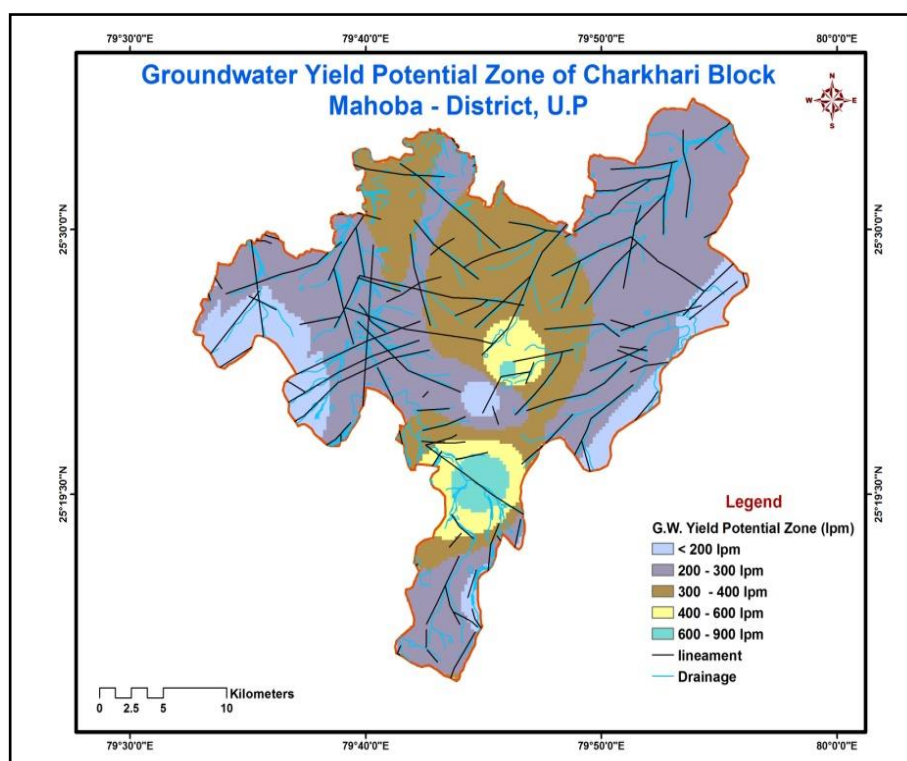 79°30'0"E 79°40'0"E 79°50'0"E 80°0'0"E
Groundwater Yield Potential Zone of Charkhari Block
Mahoba - District, U.P
N
W E
S
25°30'0"N 25°30'0"N
25°19'30"N 25°19'30"N
Legend
G.W. Yield Potential Zone (lpm)
< 200 lpm
200 - 300 lpm
300 - 400 lpm
400 - 600 lpm
600 - 900 lpm
lineament
Drainage
Kilometers
0 2.5 5 10
79°30'0"E 79°40'0"E 79°50'0"E 80°0'0"E